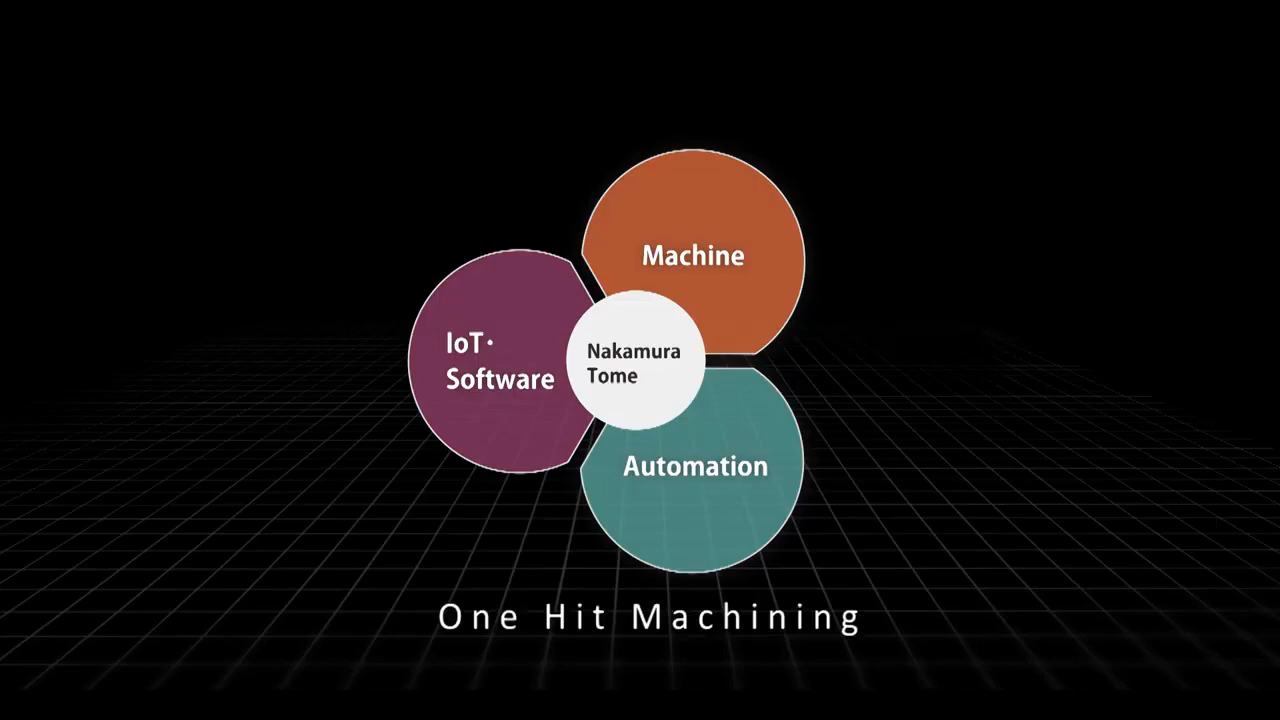 Machine
IoT・
Software
Nakamura
Tome
Automation
One Hit Machining